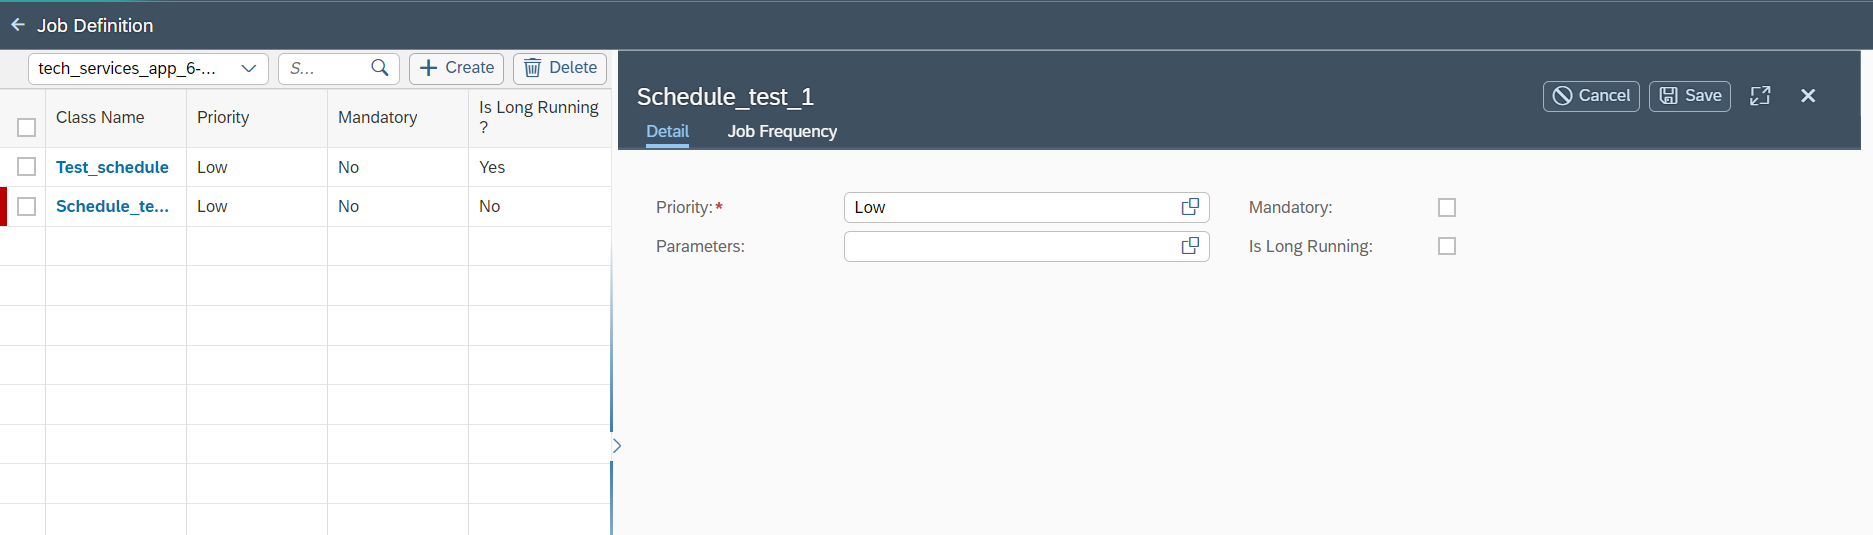 Job Definition
tech_services_app_6-...
S...
Create
Delete
Class Name
Priority
Mandatory
Is Long Running
?
Test_schedule
Low
No
Yes
Schedule_te...
Low
No
No
Schedule_test_1
Cancel
Save
Detail
Job Frequency
Priority:*
Low
Mandatory:
Parameters:
Is Long Running: